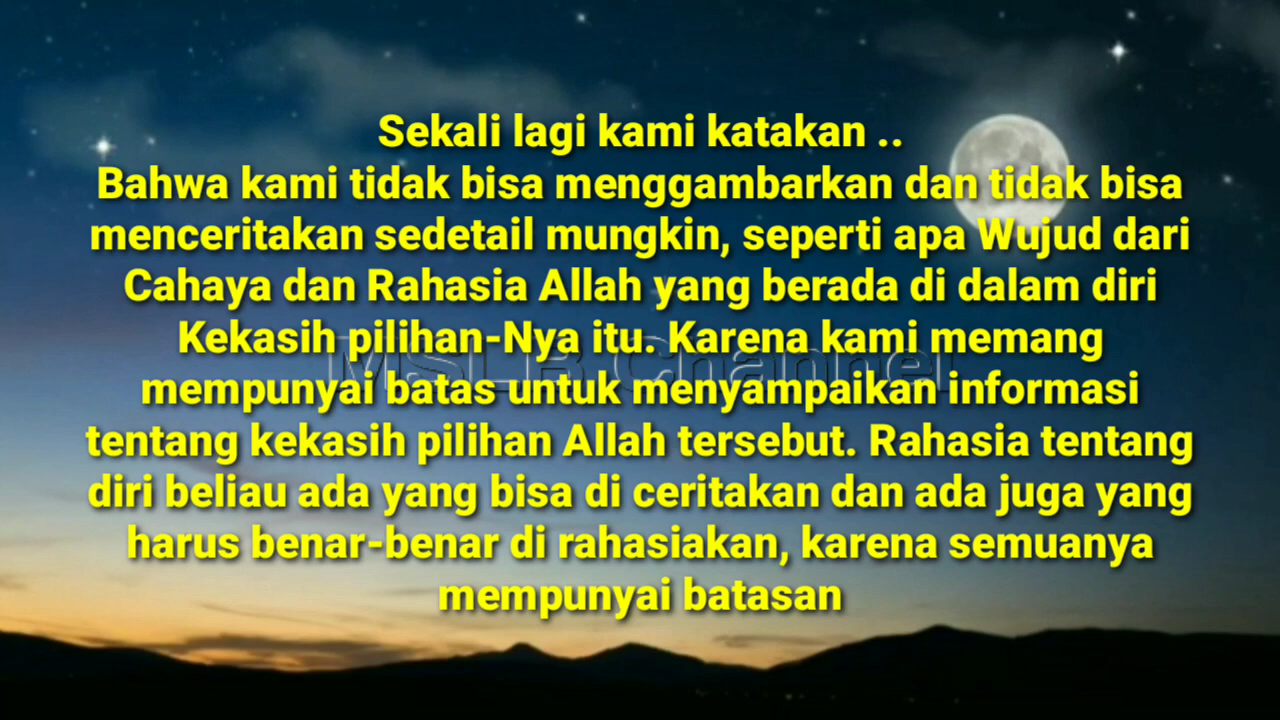 Sekali lagi kami katakan ..
Bahwa kami tidak bisa menggambarkan dan tidak bisa
menceritakan sedetail mungkin, seperti apa Wujud dari
Cahaya dan Rahasia Allah yang berada di dalam diri
Kekasih pilihan-Nya itu. Karena kami memang
MSLB Channel
mempunyai batas untuk menyampaikan informasi
tentang kekasih pilihan Allah tersebut. Rahasia tentang
diri beliau ada yang bisa di ceritakan dan ada juga yang
harus benar-benar di rahasiakan, karena semuanya
mempunyai batasan